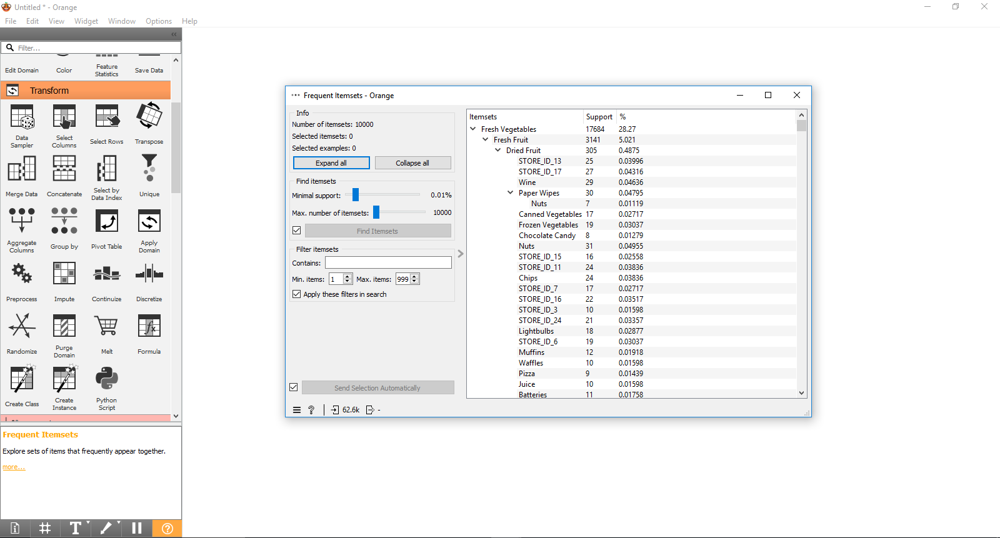 Untitled * - Orange
File Edit View Widget Window Options Help
Filter...
Edit Domain Color Feature Statistics Save Data
Transform
Data Sampler Select Columns Select Rows Transpose
Merge Data Concatenate Select by Data Index Unique
Aggregate Columns Group by Pivot Table Apply Domain
Preprocess Impute Continuize Discretize
Randomize Purge Domain Melt Formula
Create Class Create Instance Python Script
Frequent Itemsets
Explore sets of items that frequently appear together.
more...
Frequent Itemsets - Orange
Info
Number of itemsets: 10000
Selected itemsets: 0
Selected examples: 0
Expand all Collapse all
Find itemsets
Minimal support: 0.01%
Max. number of itemsets: 10000
Find Itemsets
Filter itemsets
Contains:
Min. items: 1 Max. items: 999
Apply these filters in search
Send Selection Automatically
62.6k -
Itemsets Support %
Fresh Vegetables 17684 28.27
Fresh Fruit 3141 5.021
Dried Fruit 305 0.4875
STORE_ID_13 25 0.03996
STORE_ID_17 27 0.04316
Wine 29 0.04636
Paper Wipes 30 0.04795
Nuts 7 0.01119
Canned Vegetables 17 0.02717
Frozen Vegetables 19 0.03037
Chocolate Candy 8 0.01279
Nuts 31 0.04955
STORE_ID_15 16 0.02558
STORE_ID_11 24 0.03836
Chips 24 0.03836
STORE_ID_7 17 0.02717
STORE_ID_16 22 0.03517
STORE_ID_3 10 0.01598
STORE_ID_24 21 0.03357
Lightbulbs 18 0.02877
STORE_ID_6 19 0.03037
Muffins 12 0.01918
Waffles 10 0.01598
Pizza 9 0.01439
Juice 10 0.01598
Batteries 11 0.01758